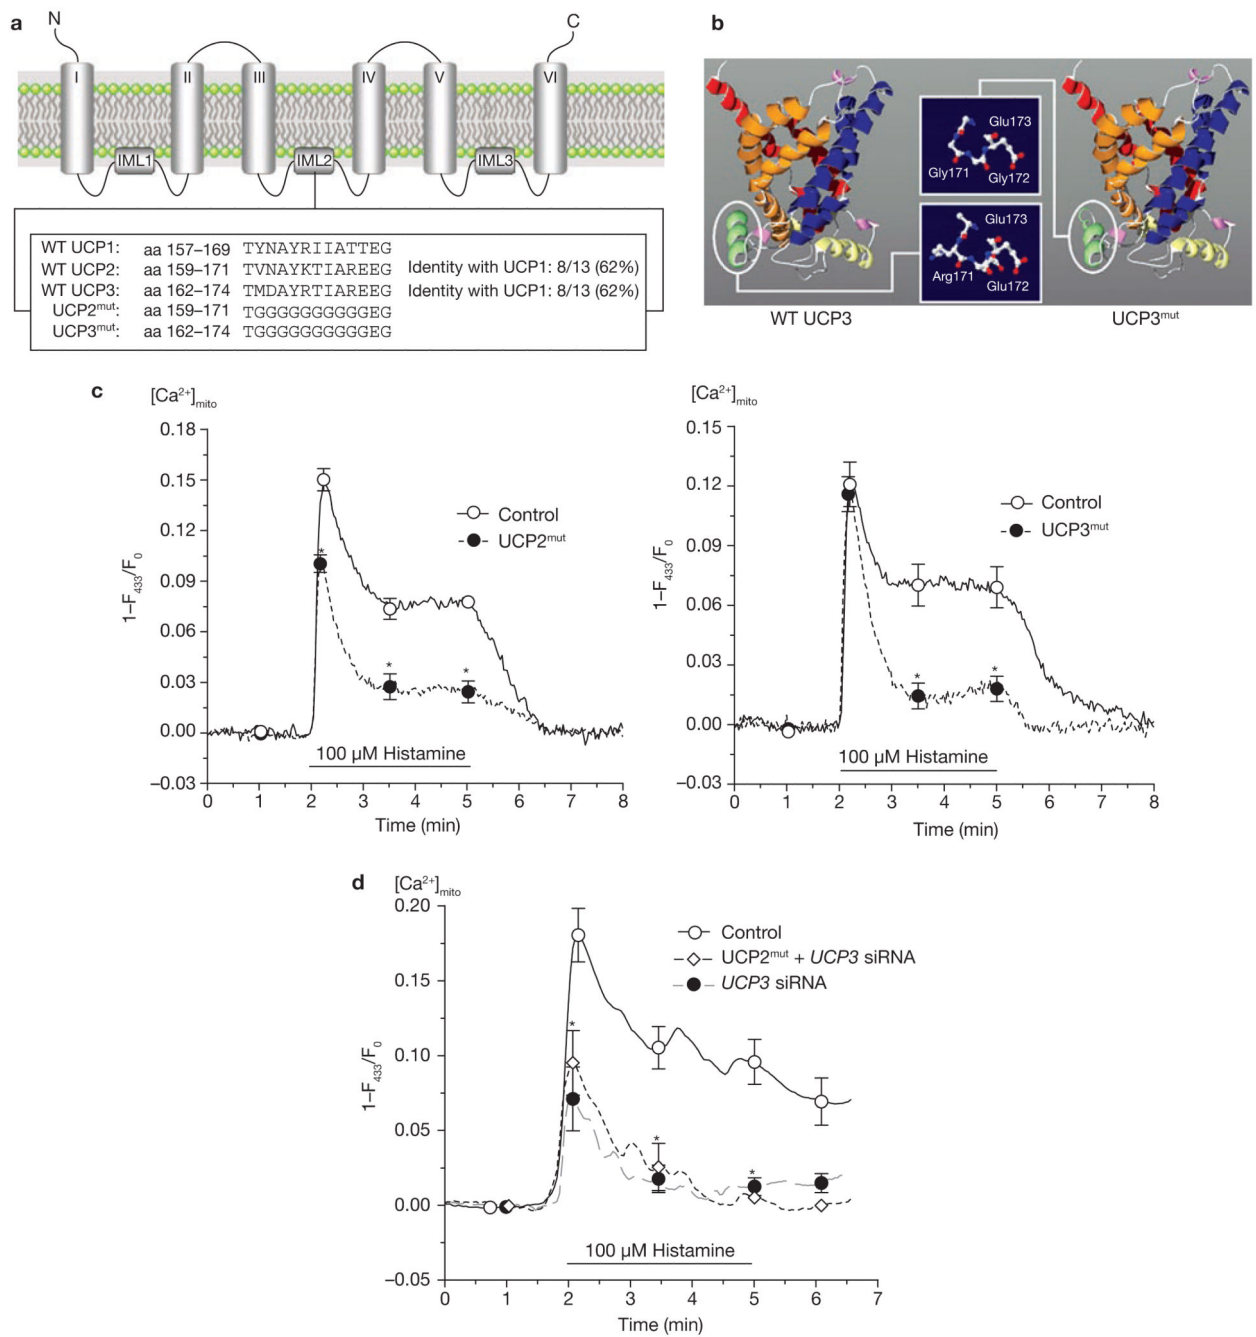 a
N
C
I
II
III
IV
V
VI
IML1
IML2
IML3
WT UCP1: aa 157–169 TYNAYRIIATTEG
WT UCP2: aa 159–171 TVNAYKTIAREEG Identity with UCP1: 8/13 (62%)
WT UCP3: aa 162–174 TMDAYRTIAREEG Identity with UCP1: 8/13 (62%)
UCP2mut: aa 159–171 TGGGGGGGGGGEG
UCP3mut: aa 162–174 TGGGGGGGGGGEG
b
Glu173
Gly171
Gly172
Glu173
Arg171
Glu172
WT UCP3
UCP3mut
c
[Ca2+]mito
0.18
0.15
0.12
0.09
0.06
0.03
0.00
–0.03
1–F433/F0
Control
UCP2mut
*
*
*
100 µM Histamine
0 1 2 3 4 5 6 7 8
Time (min)
[Ca2+]mito
0.15
0.12
0.09
0.06
0.03
0.00
–0.03
1–F433/F0
Control
UCP3mut
*
*
100 µM Histamine
0 1 2 3 4 5 6 7 8
Time (min)
d
[Ca2+]mito
0.20
0.15
0.10
0.05
0.00
–0.05
1–F433/F0
Control
UCP2mut + UCP3 siRNA
UCP3 siRNA
*
*
*
100 µM Histamine
0 1 2 3 4 5 6 7
Time (min)